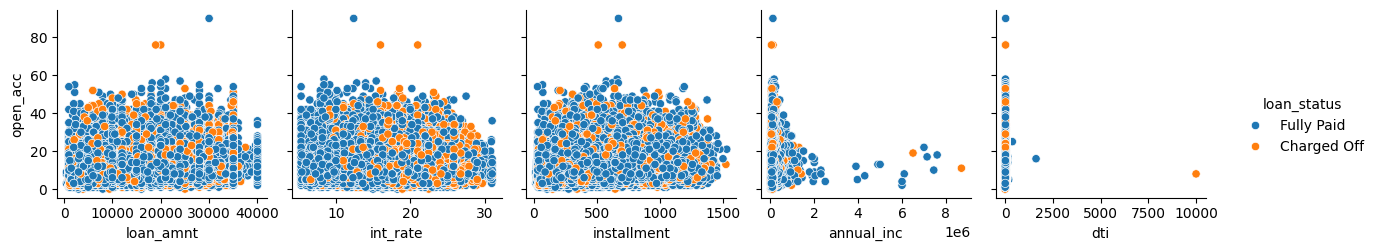 open_acc
80
60
40
20
0
0 10000 20000 30000 40000
loan_amnt
10 20 30
int_rate
0 500 1000 1500
installment
0 2 4 6 8
1e6
annual_inc
0 2500 5000 7500 10000
dti
loan_status
Fully Paid
Charged Off